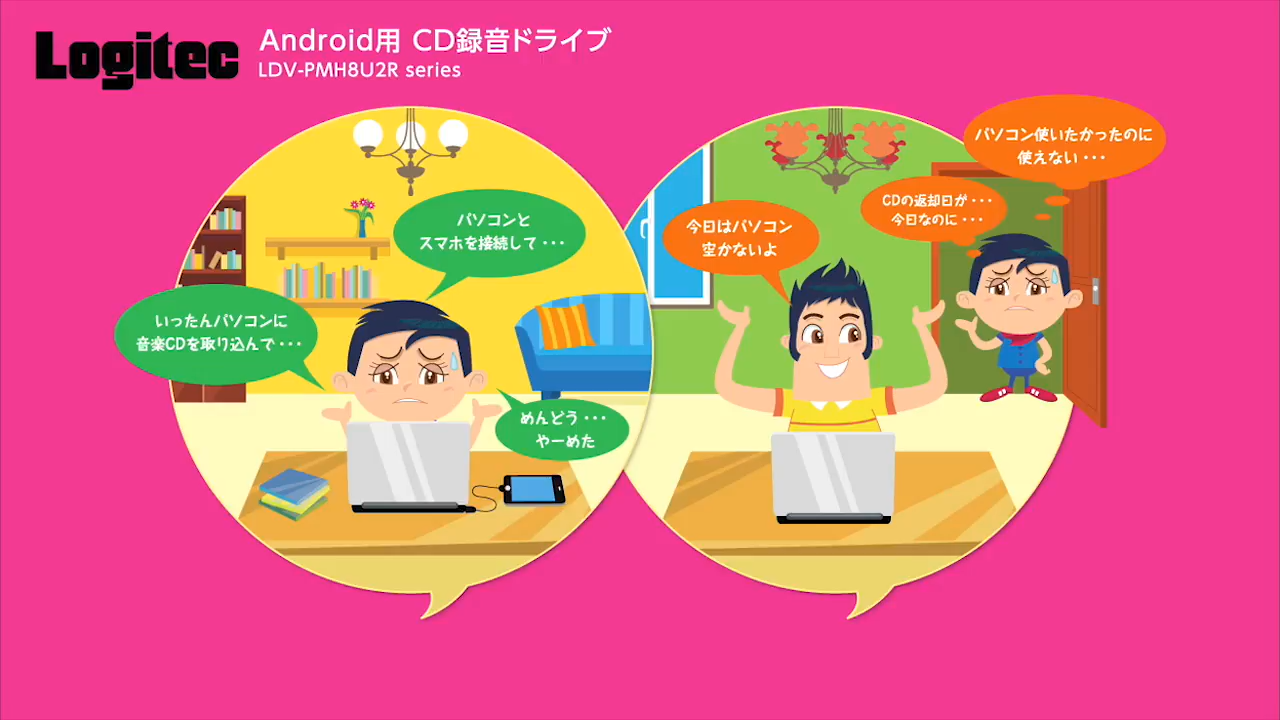 Logitec
Android用 CD録音ドライブ
LDV-PMH8U2R series
いったんパソコンに
音楽CDを取り込んで・・・
パソコンと
スマホを接続して・・・
めんどう・・・
やーめた
今日はパソコン
空かないよ
CDの返却日が・・・
今日なのに・・・
パソコン使いたかったのに
使えない・・・